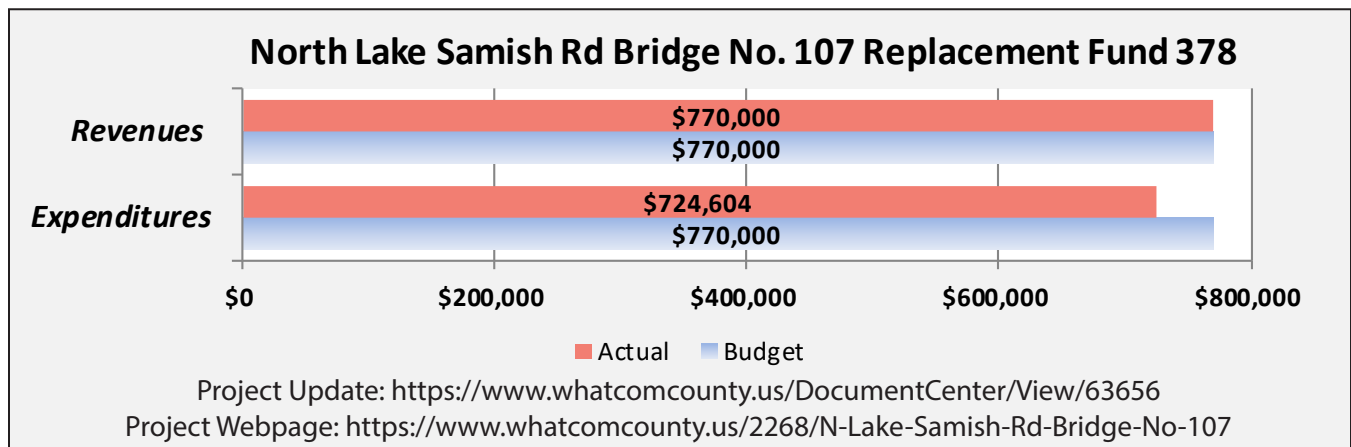 North Lake Samish Rd Bridge No. 107 Replacement Fund 378
Revenues
$770,000
$770,000
Expenditures
$724,604
$770,000
$0 $200,000 $400,000 $600,000 $800,000
Actual Budget
Project Update: https://www.whatcomcounty.us/DocumentCenter/View/63656
Project Webpage: https://www.whatcomcounty.us/2268/N-Lake-Samish-Rd-Bridge-No-107